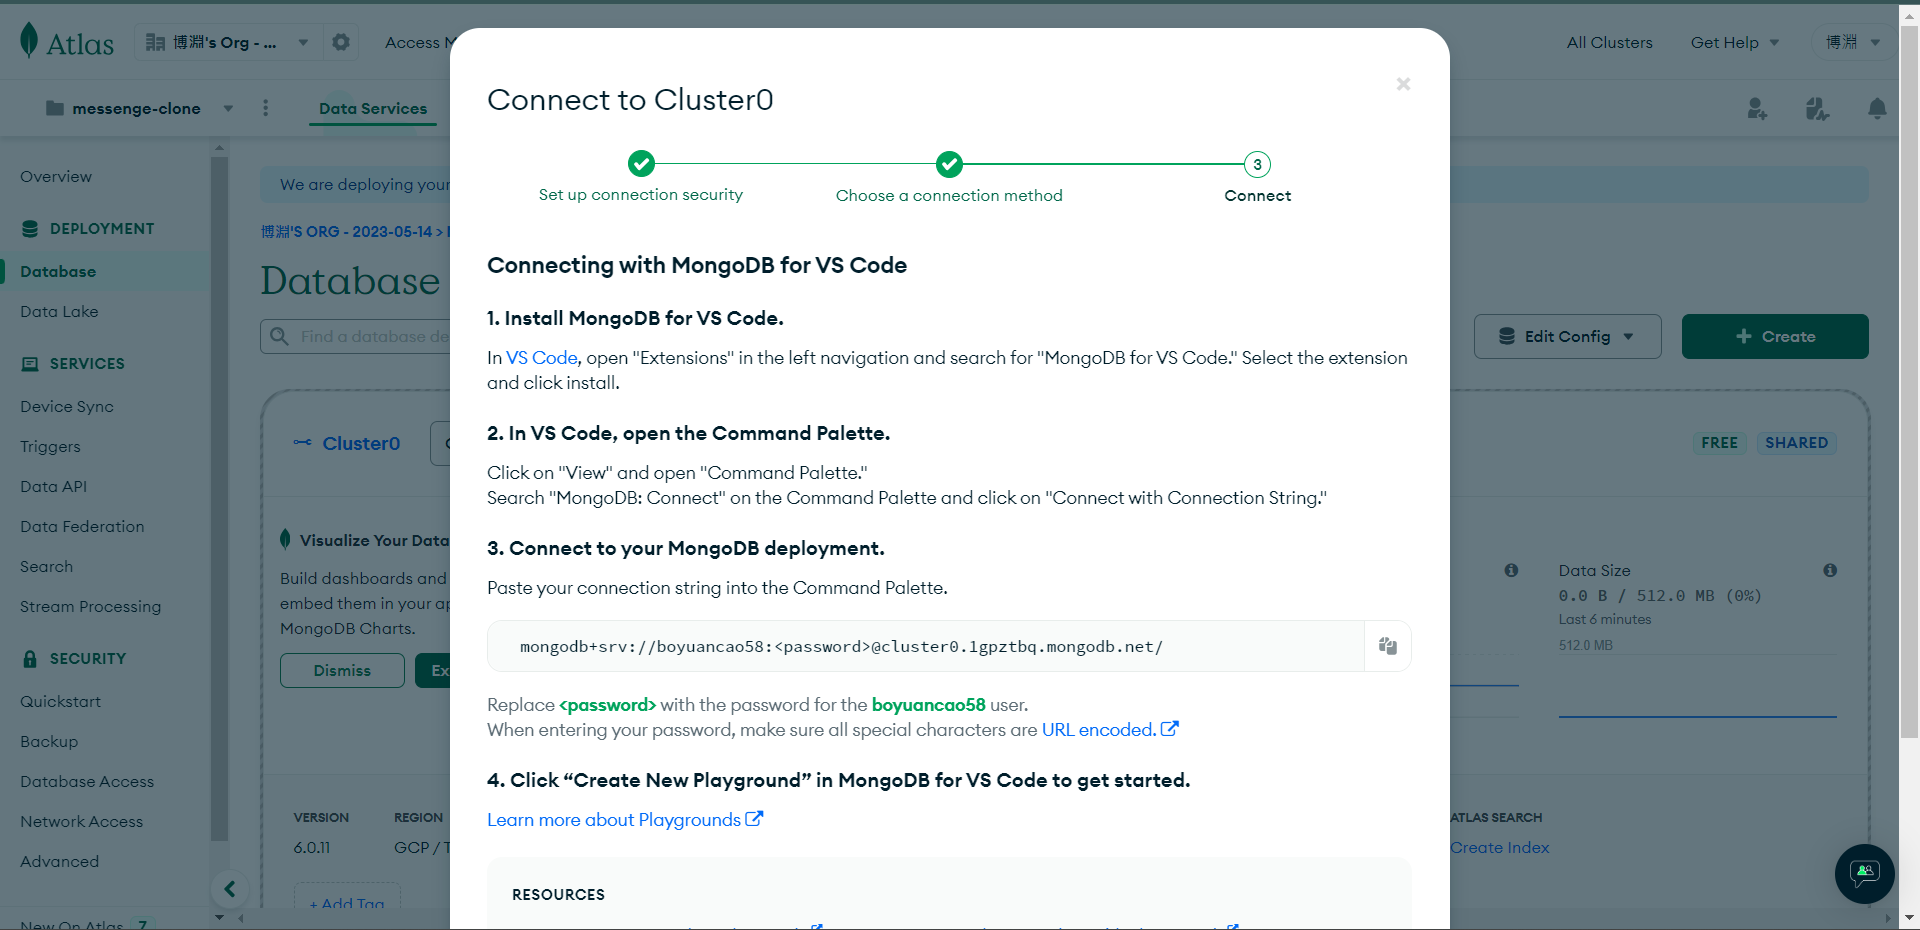 Atlas
博淵's Org - ...
Access M
All Clusters
Get Help
博淵
messenge-clone
Data Services
Overview
DEPLOYMENT
Database
Data Lake
SERVICES
Device Sync
Triggers
Data API
Data Federation
Search
Stream Processing
SECURITY
Quickstart
Backup
Database Access
Network Access
Advanced
New On Atlas 7
We are deploying your
博淵'S ORG - 2023-05-14 >
Database
Find a database de
Edit Config
+ Create
Cluster0
FREE
SHARED
Visualize Your Data
Build dashboards and
embed them in your ap
MongoDB Charts.
Dismiss
Ex
VERSION
6.0.11
REGION
GCP / T
+ Add Tag
Data Size
0.0 B / 512.0 MB (0%)
Last 6 minutes
512.0 MB
ATLAS SEARCH
Create Index
Connect to Cluster0
Set up connection security
Choose a connection method
3
Connect
Connecting with MongoDB for VS Code
1. Install MongoDB for VS Code.
In VS Code, open "Extensions" in the left navigation and search for "MongoDB for VS Code." Select the extension
and click install.
2. In VS Code, open the Command Palette.
Click on "View" and open "Command Palette."
Search "MongoDB: Connect" on the Command Palette and click on "Connect with Connection String."
3. Connect to your MongoDB deployment.
Paste your connection string into the Command Palette.
mongodb+srv://boyuancao58:<password>@cluster0.1gpztbq.mongodb.net/
Replace <password> with the password for the boyuancao58 user.
When entering your password, make sure all special characters are URL encoded.
4. Click “Create New Playground” in MongoDB for VS Code to get started.
Learn more about Playgrounds
RESOURCES